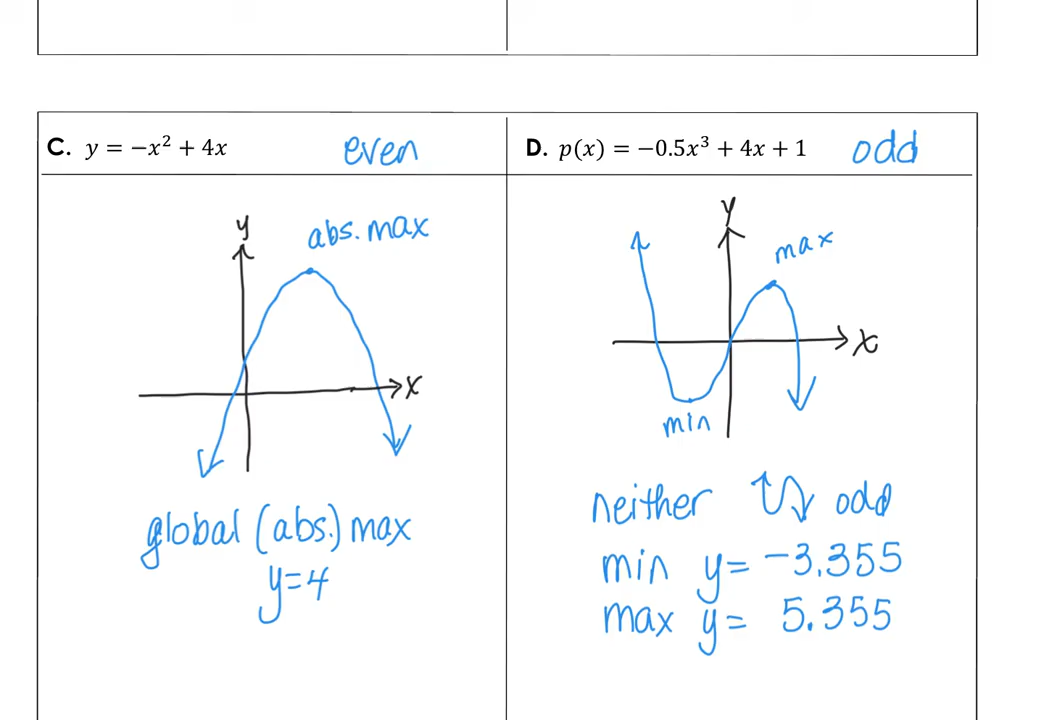 C. y = −x² + 4x
even
y
abs. max
x
global (abs.) max
y=4
D. p(x) = −0.5x³ + 4x + 1
odd
y
max
x
min
neither odd
min y= −3.355
max y= 5.355